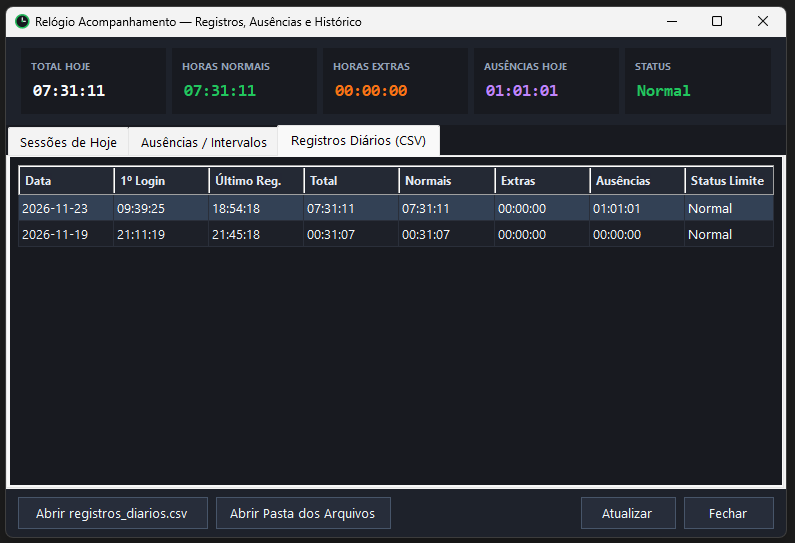 Relógio Acompanhamento — Registros, Ausências e Histórico
TOTAL HOJE HORAS NORMAIS HORAS EXTRAS AUSÊNCIAS HOJE STATUS
07:31:11 07:31:11 00:00:00 01:01:01 Normal
Sessões de Hoje Ausências / Intervalos Registros Diários (CSV)
Data 1º Login Último Reg. Total Normais Extras Ausências Status Limite
2026-11-23 09:39:25 18:54:18 07:31:11 07:31:11 00:00:00 01:01:01 Normal
2026-11-19 21:11:19 21:45:18 00:31:07 00:31:07 00:00:00 00:00:00 Normal
Abrir registros_diarios.csv Abrir Pasta dos Arquivos Atualizar Fechar